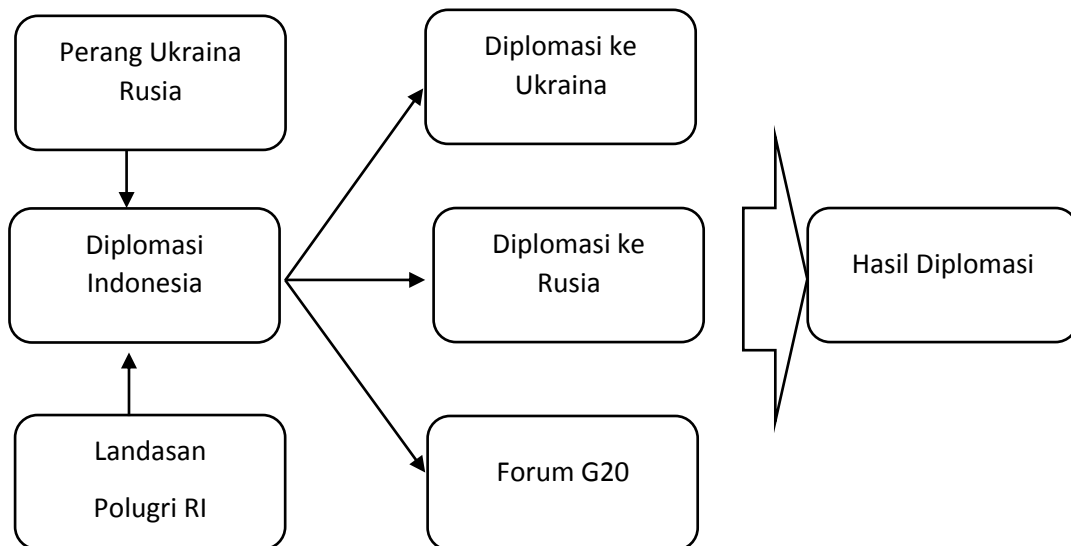 Perang Ukraina
Rusia
Diplomasi
Indonesia
Landasan
Polugri RI
Diplomasi ke
Ukraina
Diplomasi ke
Rusia
Forum G20
Hasil Diplomasi